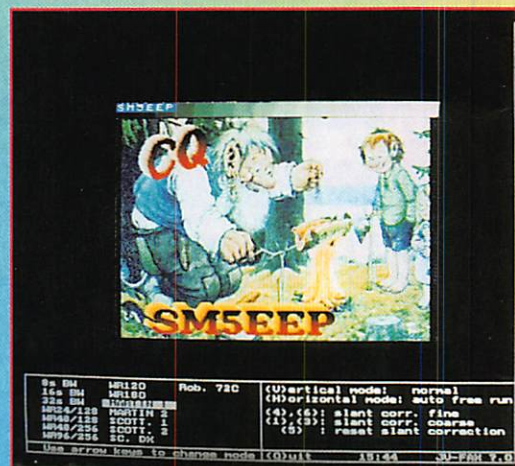 SM5EEP
CQ
SM5EEP
8s BW WR120 Rob. 72C
16s BW WR180
32s BW MARTIN 1
WR24/128 MARTIN 2
WR48/128 SCOTT. 1
WR48/256 SCOTT. 2
WR96/256 SC. DX
(V)ertical mode: normal
(H)orizontal mode: auto free run
(4),(6): slant corr. fine
(1),(3): slant corr. coarse
(5) : reset slant correction
Use arrow keys to change mode (Q)uit 15:44 JV-FAX 7.0